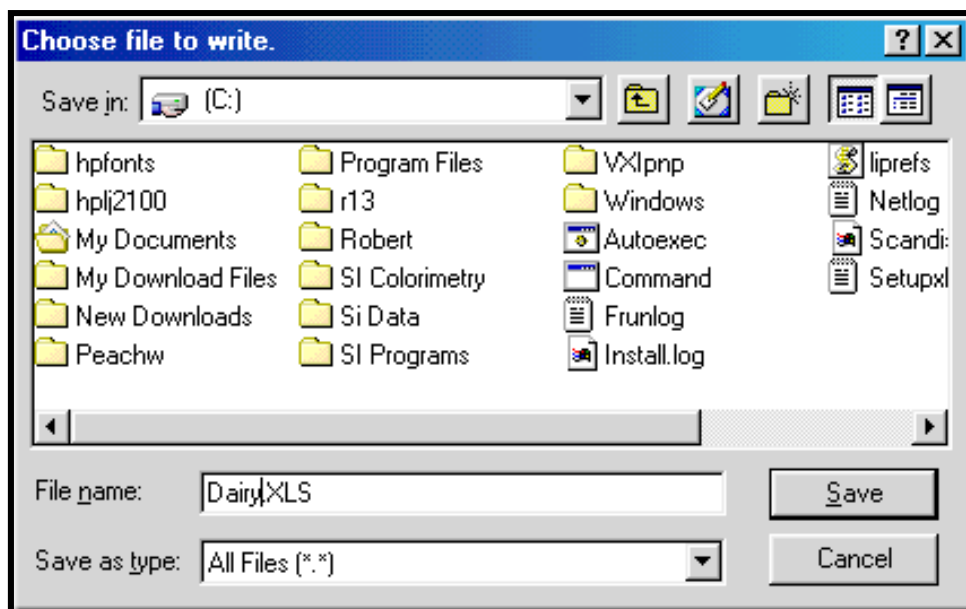 Choose file to write.
Save in: (C:)
hpfonts Program Files VXIpnp liprefs
hplj2100 r13 Windows Netlog
My Documents Robert Autoexec Scandi
My Download Files SI Colorimetry Command Setupxl
New Downloads Si Data Frunlog
Peachw SI Programs Install.log
File name: Dairy.XLS Save
Save as type: All Files (*.*) Cancel